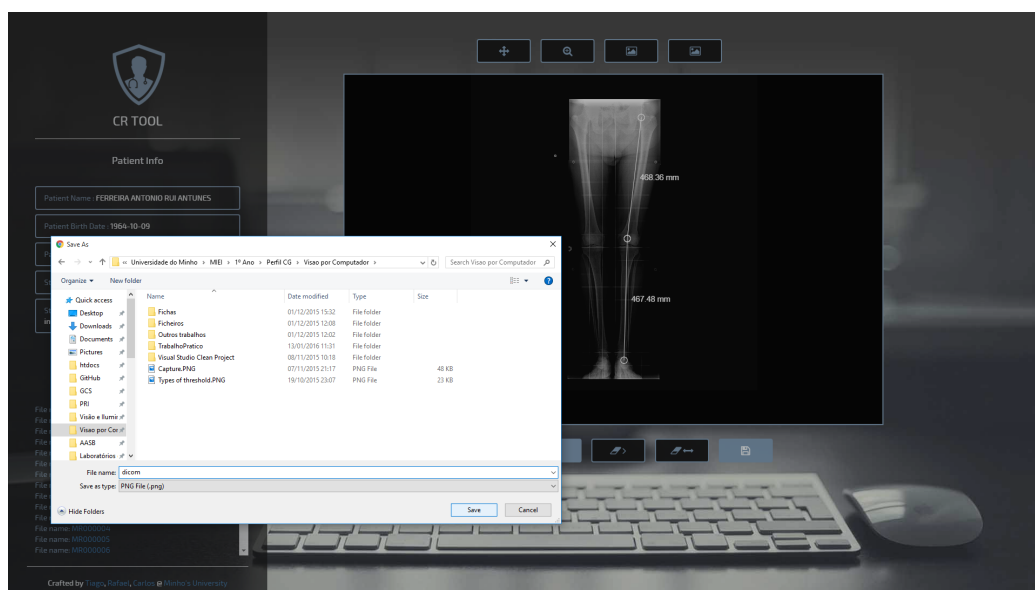 CR TOOL
Patient Info
Patient Name : FERREIRA ANTONIO RUI ANTUNES
Patient Birth Date : 1964-10-09
468.36 mm
467.48 mm
Save As
« Universidade do Minho > MIEI > 1º Ano > Perfil CG > Visao por Computador >
Search Visao por Computador
Organize
New folder
Name Date modified Type Size
Quick access
Desktop
Downloads
Documents
Pictures
htdocs
GitHub
GCS
PRI
Visão e Ilumir
Visao por Cor
AASB
Laboratórios
Fichas 01/12/2015 15:32 File folder
Ficheiros 01/12/2015 12:08 File folder
Outros trabalhos 01/12/2015 12:02 File folder
TrabalhoPratico 13/01/2016 11:31 File folder
Visual Studio Clean Project 08/11/2015 10:18 File folder
Capture.PNG 07/11/2015 21:17 PNG File 48 KB
Types of threshold.PNG 19/10/2015 23:07 PNG File 23 KB
File name: dicom
Save as type: PNG File (.png)
Hide Folders
Save
Cancel
File name: MR000004
File name: MR000005
File name: MR000006
Crafted by Tiago, Rafael, Carlos @ Minho's University